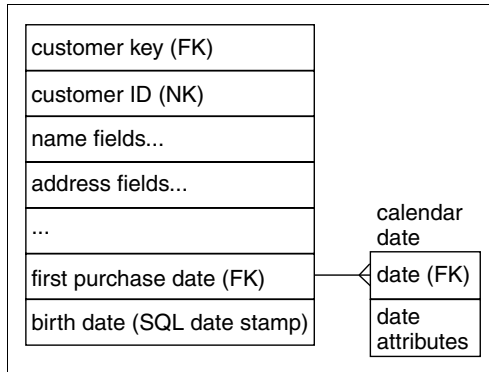 customer key (FK)
customer ID (NK)
name fields...
address fields...
...
first purchase date (FK)
birth date (SQL date stamp)
calendar
date
date (FK)
date
attributes